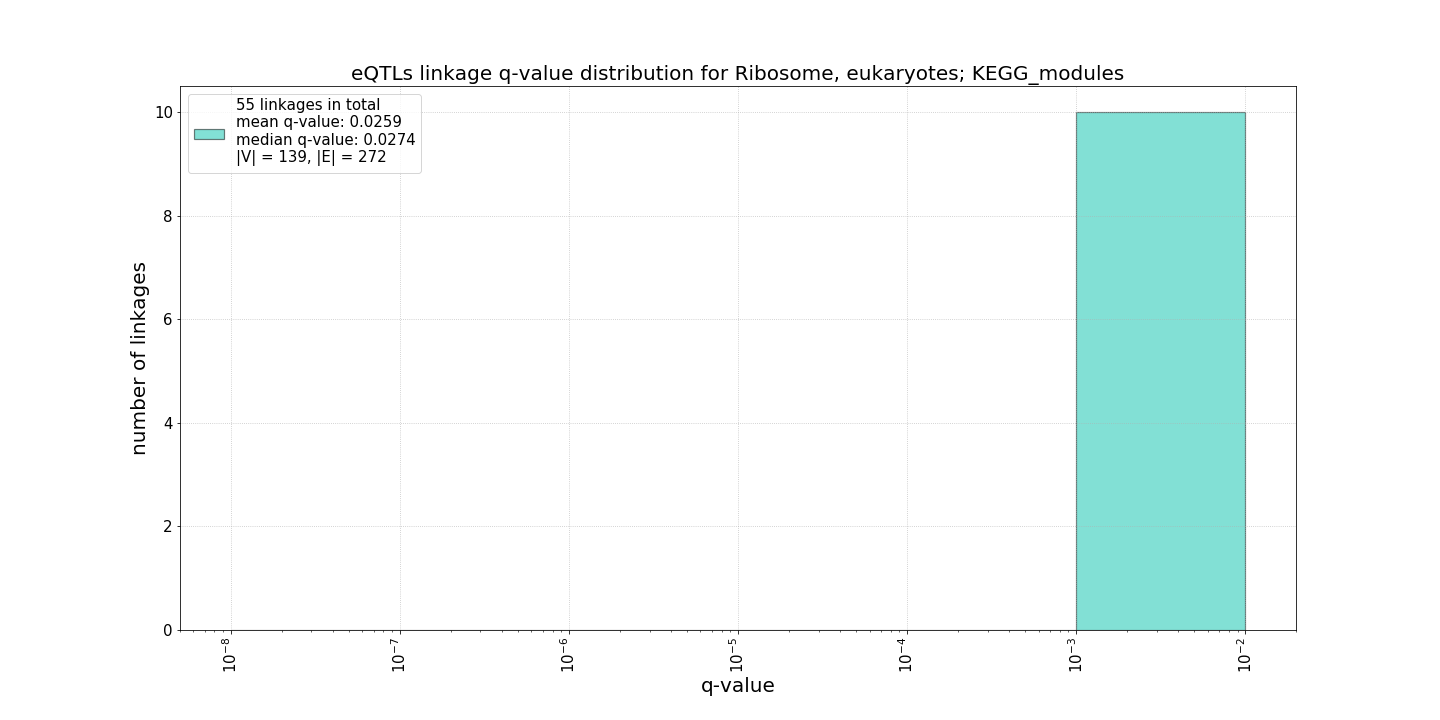 eQTLs linkage q-value distribution for Ribosome, eukaryotes; KEGG_modules
55 linkages in total
mean q-value: 0.0259
median q-value: 0.0274
|V| = 139, |E| = 272
number of linkages
10
8
6
4
2
0
10⁻⁸ 10⁻⁷ 10⁻⁶ 10⁻⁵ 10⁻⁴ 10⁻³ 10⁻²
q-value